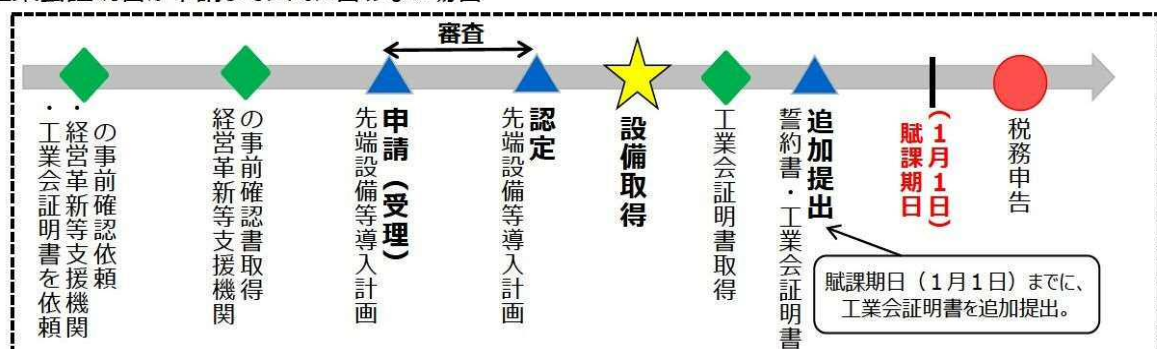 審査
・経営革新等支援機関
の事前確認依頼
・工業会証明書を依頼
経営革新等支援機関
の事前確認書取得
申請（受理）
先端設備等導入計画
認定
先端設備等導入計画
設備取得
工業会証明書取得
追加提出
誓約書・工業会証明書
（1月1日）
賦課期日
税務申告
賦課期日（1月1日）までに、
工業会証明書を追加提出。